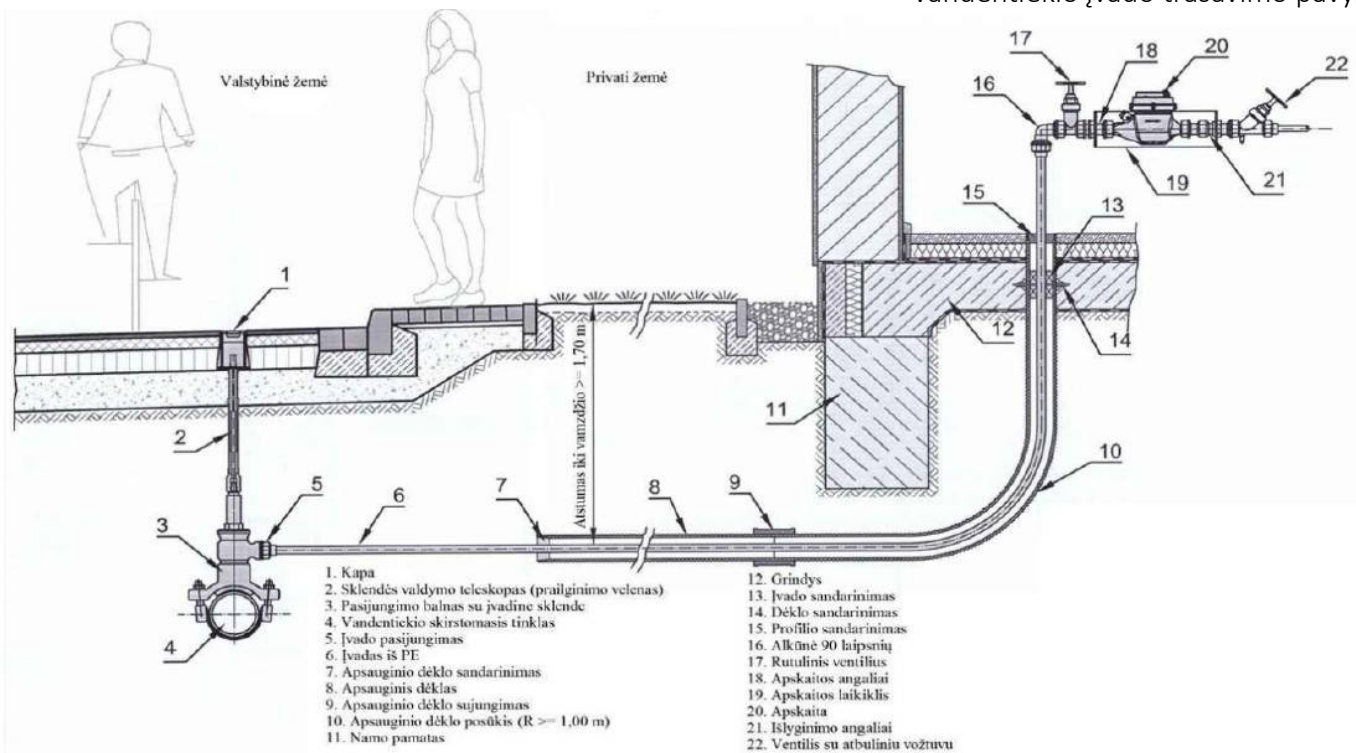 Valstybinė žemė
Privati žemė
17
18
20
22
16
19
21
15
13
1
12
14
2
11
Atstumas iki vamzdžio >= 1,70 m
10
5
6
7
8
9
3
4
1. Kapa
2. Sklendės valdymo teleskopas (prailginimo velenas)
3. Pasijungimo balnas su įvadine sklende
4. Vandentiekio skirstomasis tinklas
5. Įvado pasijungimas
6. Įvadas iš PE
7. Apsauginio dėklo sandarinimas
8. Apsauginis dėklas
9. Apsauginio dėklo sujungimas
10. Apsauginio dėklo posūkis (R >= 1,00 m)
11. Namo pamatas
12. Grindys
13. Įvado sandarinimas
14. Dėklo sandarinimas
15. Profilio sandarinimas
16. Alkūnė 90 laipsnių
17. Rutulinis ventilius
18. Apskaitos angaliai
19. Apskaitos laikiklis
20. Apskaita
21. Išlyginimo angaliai
22. Ventilis su atbuliniu vožtuvu